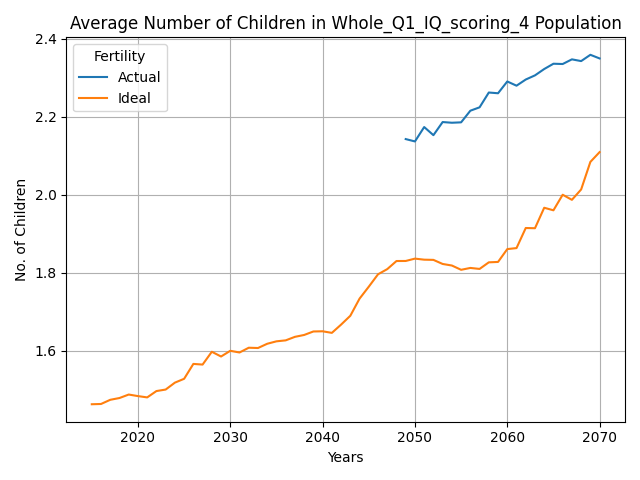 Average Number of Children in Whole_Q1_IQ_scoring_4 Population
Fertility
Actual
Ideal
No. of Children
2.4
2.2
2.0
1.8
1.6
2020 2030 2040 2050 2060 2070
Years